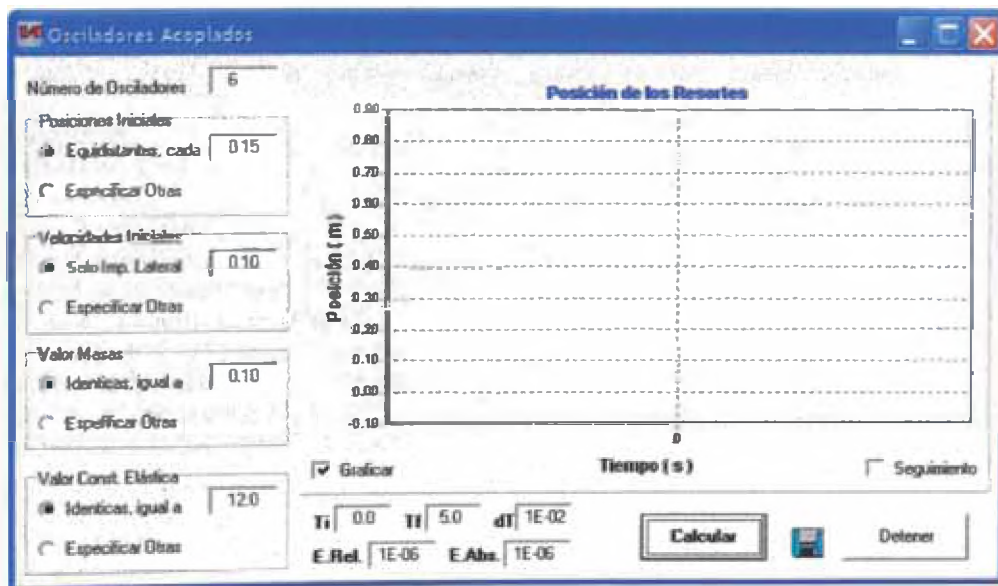 Osciladores Acoplados
Número de Osciladores 6
Posiciones Iniciales
Equidistantes, cada 0.15
Especificar Otras
Velocidades Iniciales
Solo Imp. Lateral 0.10
Especificar Otras
Valor Masas
Identicas, igual a 0.10
Especificar Otras
Valor Const. Elástica
Identicas, igual a 12.0
Especificar Otras
Posición de los Resortes
Posición ( m )
0.90
0.80
0.70
0.60
0.50
0.40
0.30
0.20
0.10
0.00
-0.10
0
Tiempo ( s )
Graficar
Seguimiento
Ti 0.0 Tf 5.0 dT 1E-02
E.Rel. 1E-06 E.Abs. 1E-06
Calcular
Detener